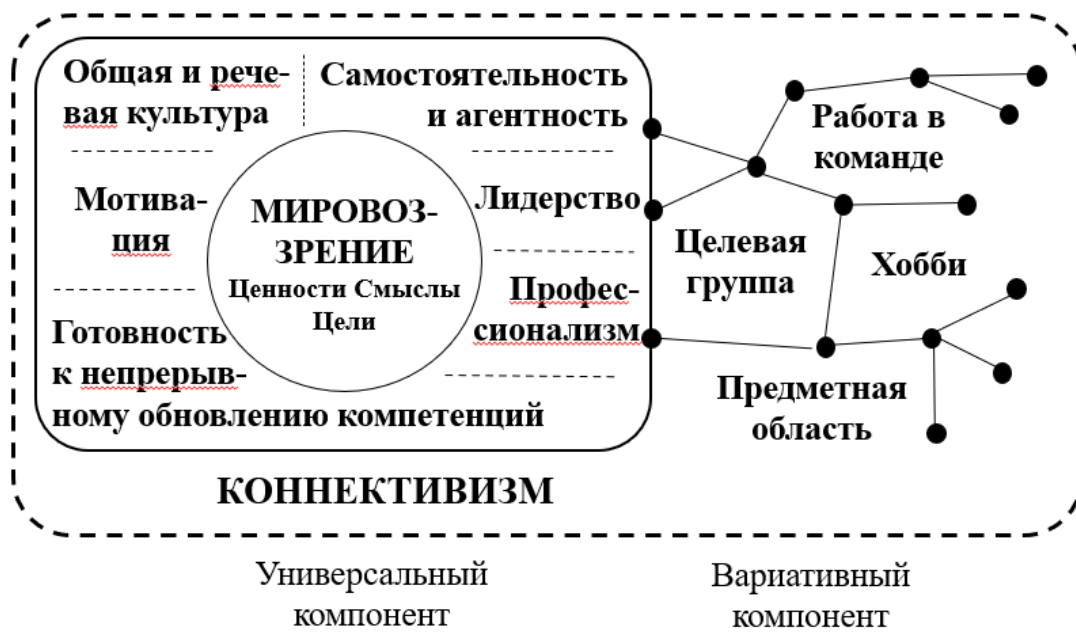 Общая и рече-
вая культура
Самостоятельность
и агентность
Мотива-
ция
МИРОВОЗ-
ЗРЕНИЕ
Ценности Смыслы
Цели
Лидерство
Профес-
сионализм
Готовность
к непрерыв-
ному обновлению компетенций
Работа в
команде
Целевая
группа
Хобби
Предметная
область
КОННЕКТИВИЗМ
Универсальный
компонент
Вариативный
компонент